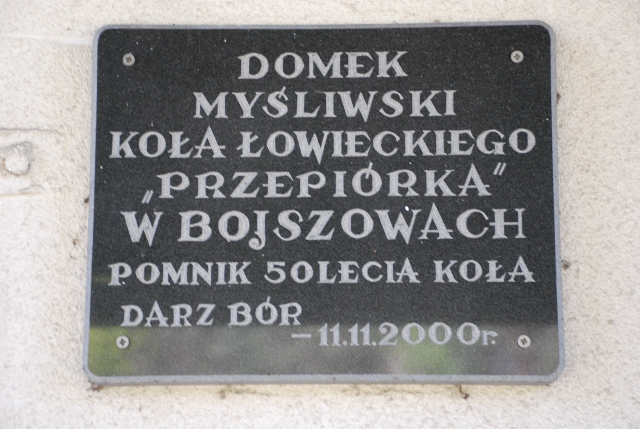 DOMEK
MYŚLIWSKI
KOŁA ŁOWIECKIEGO
„PRZEPIÓRKA”
W BOJSZOWACH
POMNIK 50LECIA KOŁA
DARZ BÓR
– 11.11.2000r.